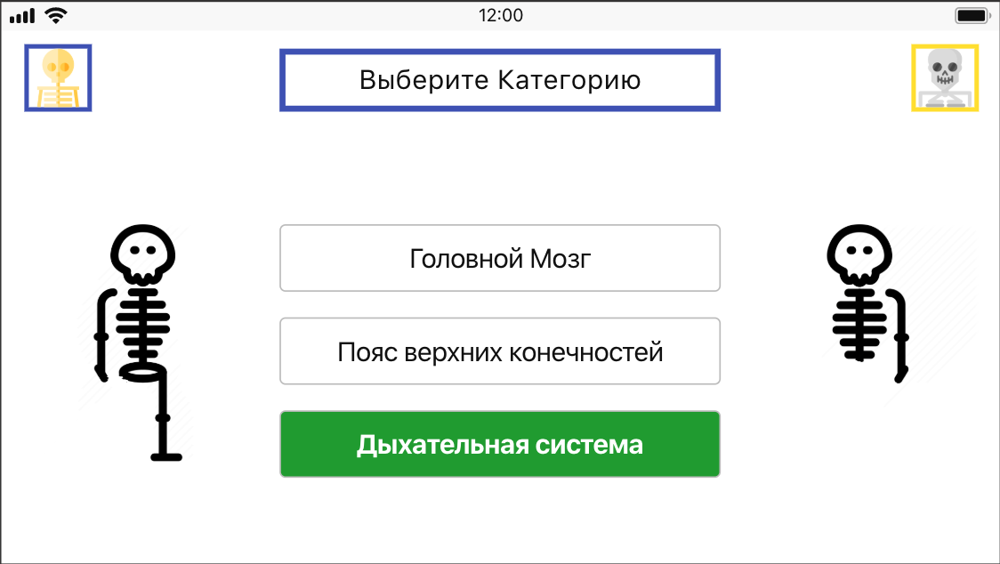 12:00
Выберите Категорию
Головной Мозг
Пояс верхних конечностей
Дыхательная система